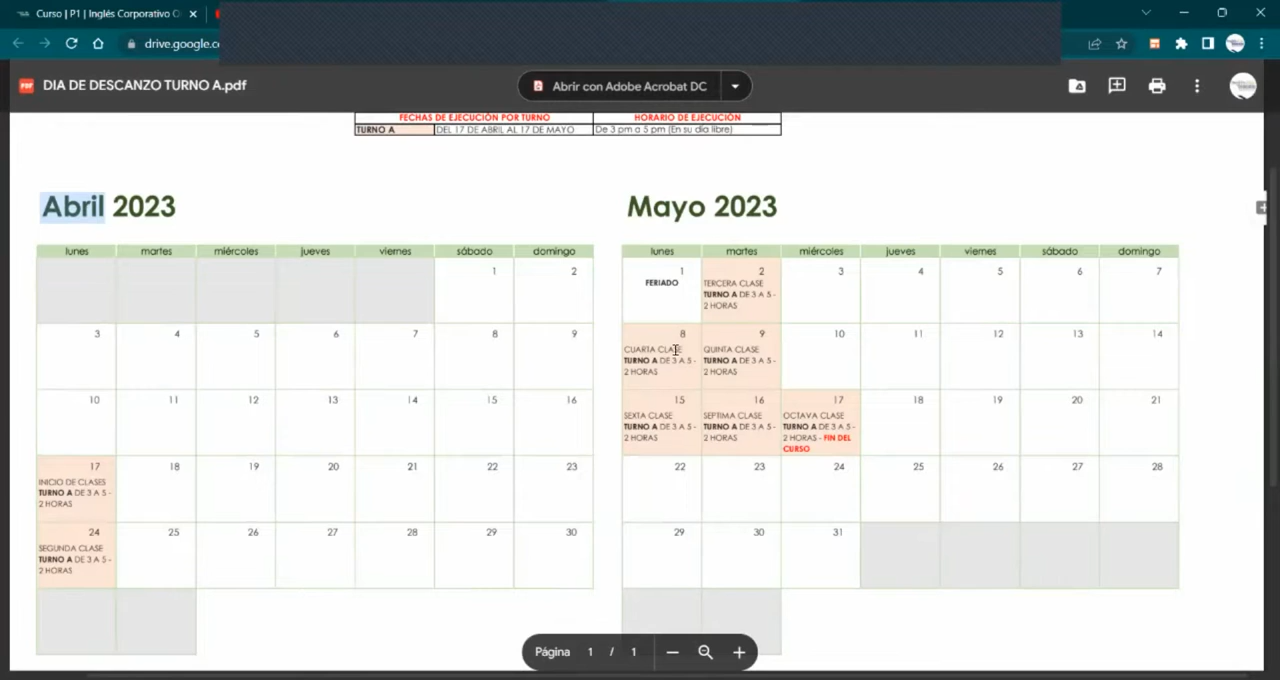 Curso | P1 | Inglés Corporativo
drive.google.co
DIA DE DESCANZO TURNO A.pdf
Abrir con Adobe Acrobat DC
FECHAS DE EJECUCIÓN POR TURNO HORARIO DE EJECUCIÓN
TURNO A DEL 17 DE ABRIL AL 17 DE MAYO De 3 pm a 5 pm (En su día libre)
Abril 2023
lunes martes miércoles jueves viernes sábado domingo
1 2
3 4 5 6 7 8 9
10 11 12 13 14 15 16
17 18 19 20 21 22 23
INICIO DE CLASES
TURNO A DE 3 A 5 -
2 HORAS
24 25 26 27 28 29 30
SEGUNDA CLASE
TURNO A DE 3 A 5 -
2 HORAS
Mayo 2023
lunes martes miércoles jueves viernes sábado domingo
1 2 3 4 5 6 7
FERIADO
TERCERA CLASE
TURNO A DE 3 A 5 -
2 HORAS
8 9 10 11 12 13 14
CUARTA CLASE
TURNO A DE 3 A 5 -
2 HORAS
QUINTA CLASE
TURNO A DE 3 A 5 -
2 HORAS
15 16 17 18 19 20 21
SEXTA CLASE
TURNO A DE 3 A 5 -
2 HORAS
SEPTIMA CLASE
TURNO A DE 3 A 5 -
2 HORAS
OCTAVA CLASE
TURNO A DE 3 A 5 -
2 HORAS - FIN DEL
CURSO
22 23 24 25 26 27 28
29 30 31
Página 1 / 1